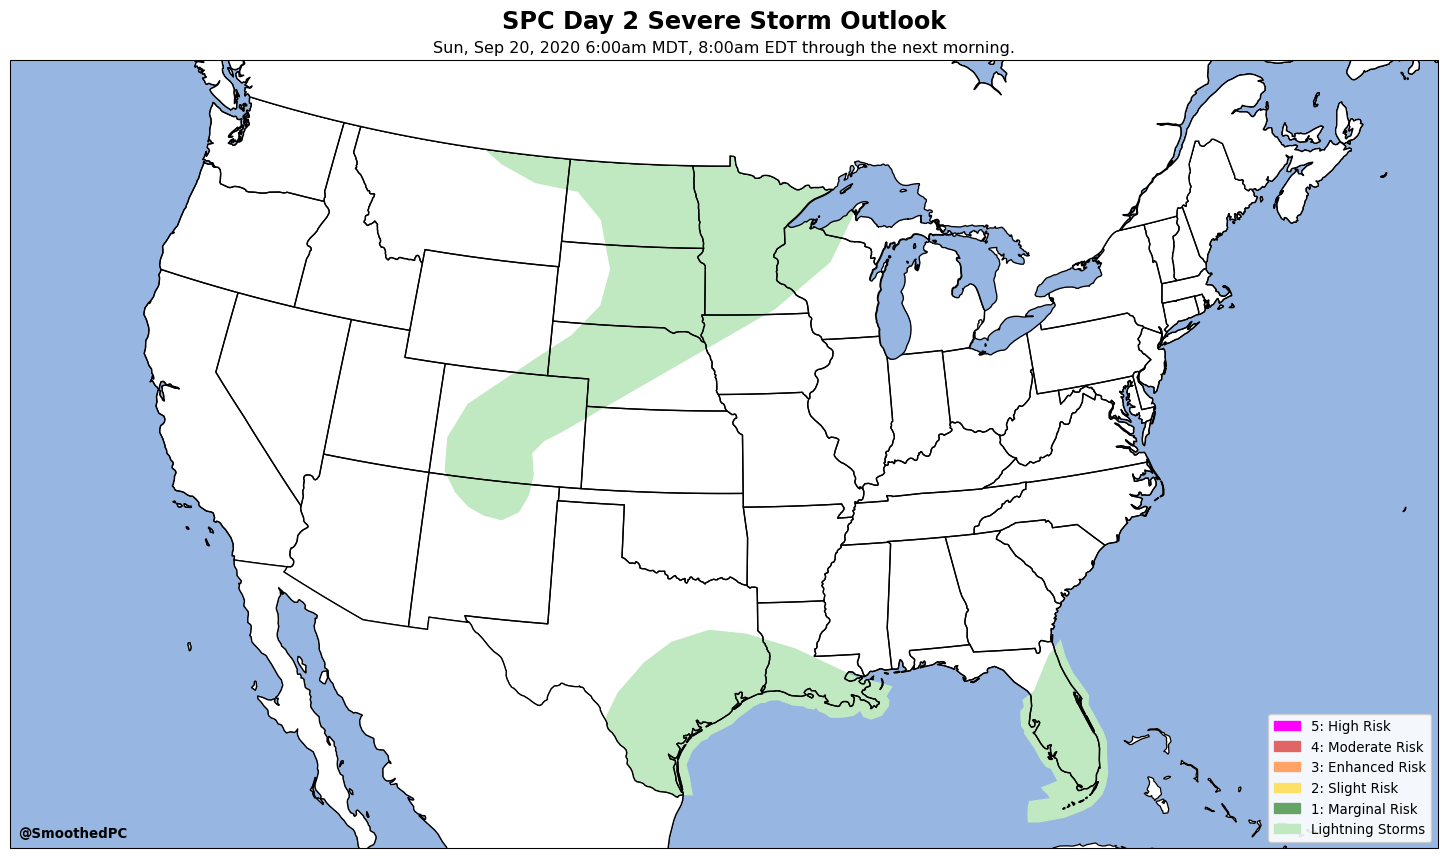 SPC Day 2 Severe Storm Outlook
Sun, Sep 20, 2020 6:00am MDT, 8:00am EDT through the next morning.
5: High Risk
4: Moderate Risk
3: Enhanced Risk
2: Slight Risk
1: Marginal Risk
Lightning Storms
@SmoothedPC